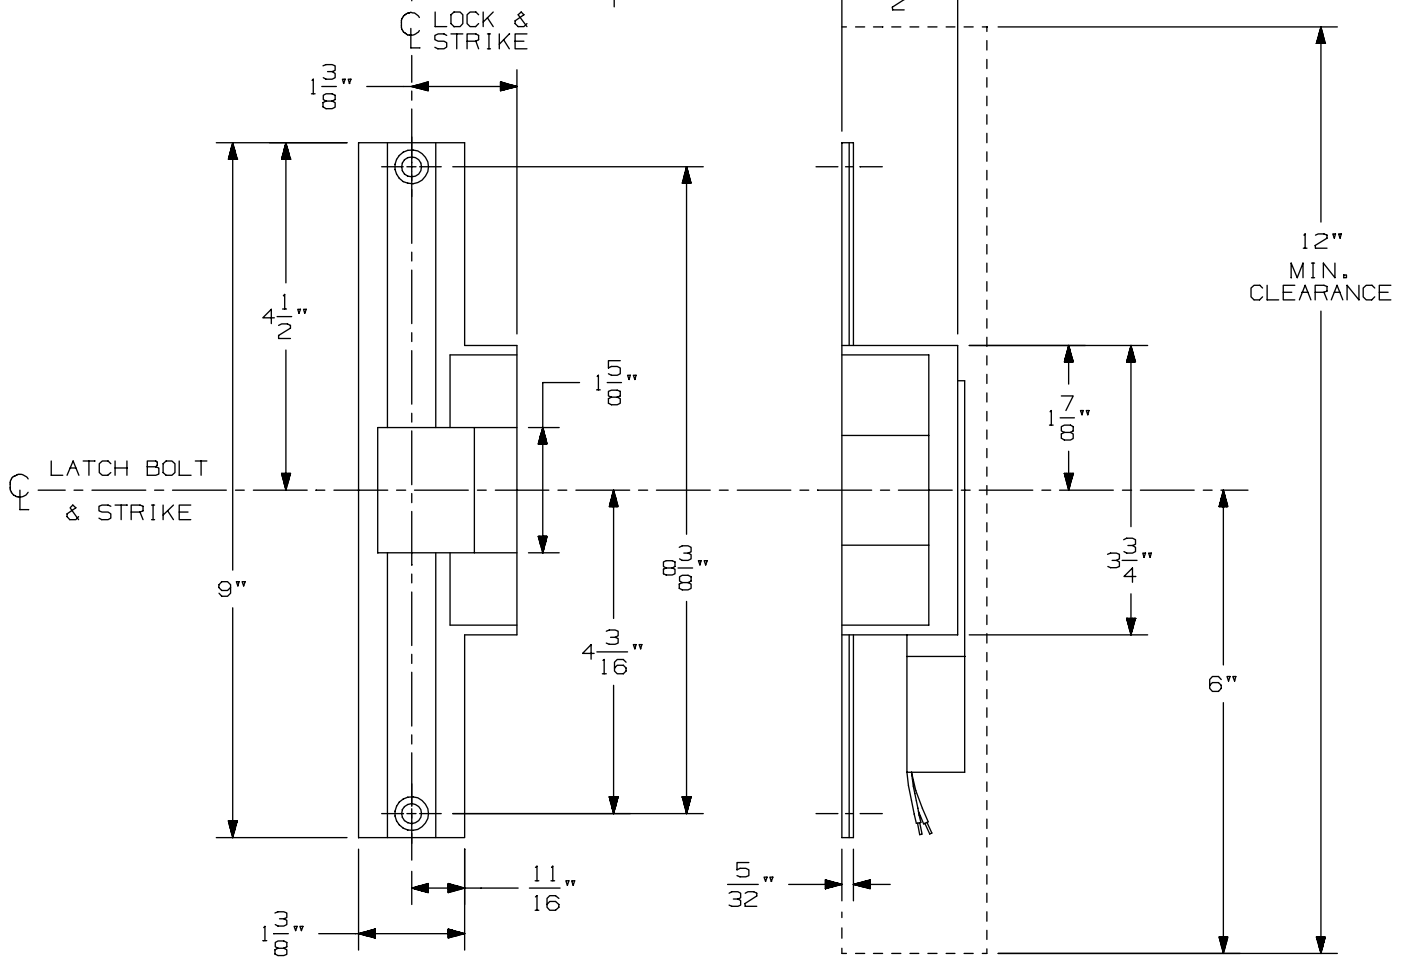 2
℄ LOCK &
STRIKE
1 3/8"
12"
MIN.
CLEARANCE
4 1/2"
1 5/8"
1 7/8"
℄ LATCH BOLT
& STRIKE
9"
8 3/8"
3 3/4"
4 3/16"
6"
11/16"
5/32"
1 3/8"